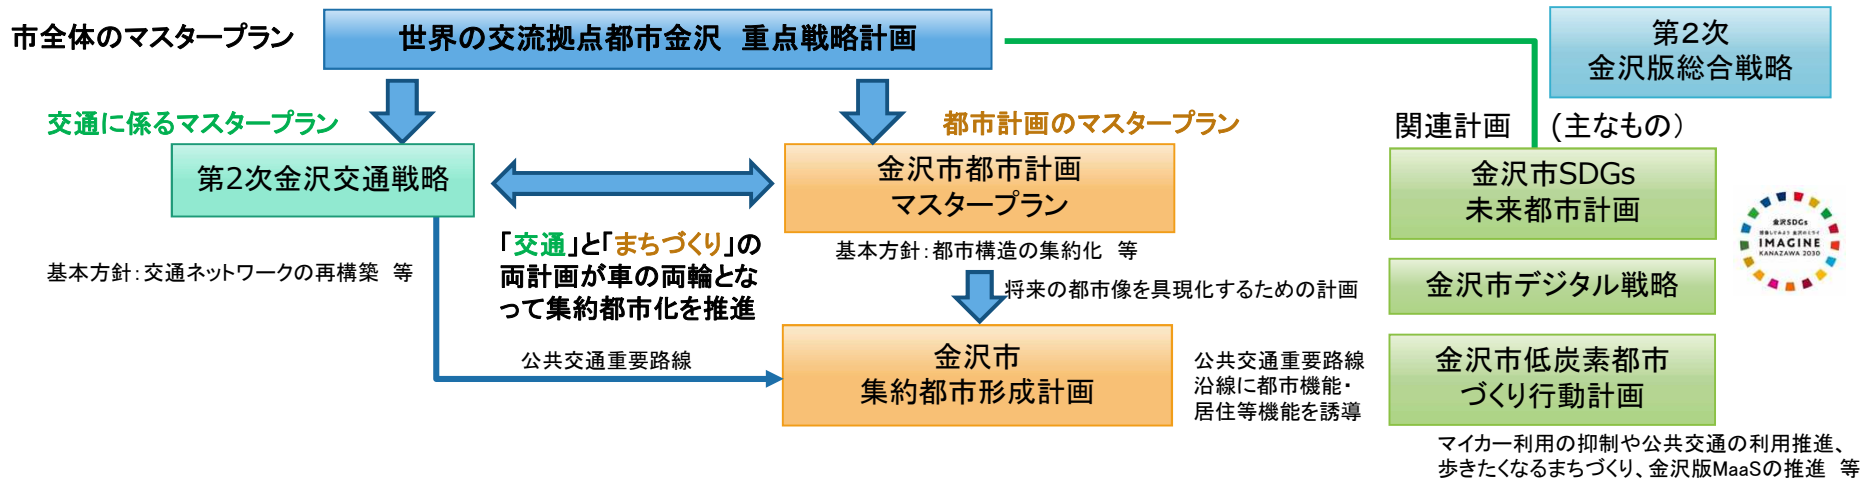 市全体のマスタープラン
世界の交流拠点都市金沢 重点戦略計画
第2次
金沢版総合戦略
交通に係るマスタープラン
都市計画のマスタープラン
関連計画 (主なもの)
第2次金沢交通戦略
金沢市都市計画
マスタープラン
金沢市SDGs
未来都市計画
「交通」と「まちづくり」の
両計画が車の両輪とな
って集約都市化を推進
基本方針:交通ネットワークの再構築 等
基本方針:都市構造の集約化 等
将来の都市像を具現化するための計画
金沢市デジタル戦略
金沢SDGs
IMAGINE
KANAZAWA 2030
公共交通重要路線
金沢市
集約都市形成計画
公共交通重要路線
沿線に都市機能・
居住等機能を誘導
金沢市低炭素都市
づくり行動計画
マイカー利用の抑制や公共交通の利用推進、
歩きたくなるまちづくり、金沢版MaaSの推進 等